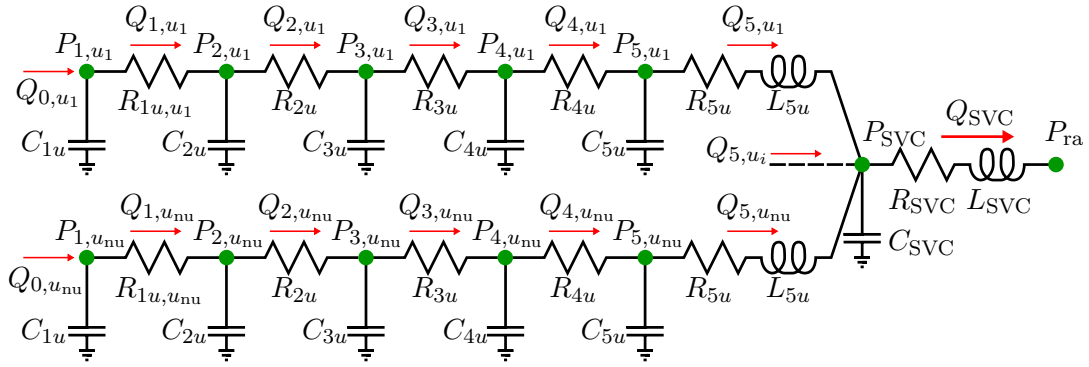 Q_{1,u_1} Q_{2,u_1} Q_{3,u_1} Q_{4,u_1} Q_{5,u_1}
P_{1,u_1} P_{2,u_1} P_{3,u_1} P_{4,u_1} P_{5,u_1}
Q_{0,u_1} R_{1u,u_1} R_{2u} R_{3u} R_{4u} R_{5u} L_{5u}
C_{1u} C_{2u} C_{3u} C_{4u} C_{5u}
Q_{5,u_i} P_{SVC} Q_{SVC} P_{ra}
R_{SVC} L_{SVC}
C_{SVC}
Q_{1,u_{nu}} Q_{2,u_{nu}} Q_{3,u_{nu}} Q_{4,u_{nu}} Q_{5,u_{nu}}
P_{1,u_{nu}} P_{2,u_{nu}} P_{3,u_{nu}} P_{4,u_{nu}} P_{5,u_{nu}}
Q_{0,u_{nu}} R_{1u,u_{nu}} R_{2u} R_{3u} R_{4u} R_{5u} L_{5u}
C_{1u} C_{2u} C_{3u} C_{4u} C_{5u}